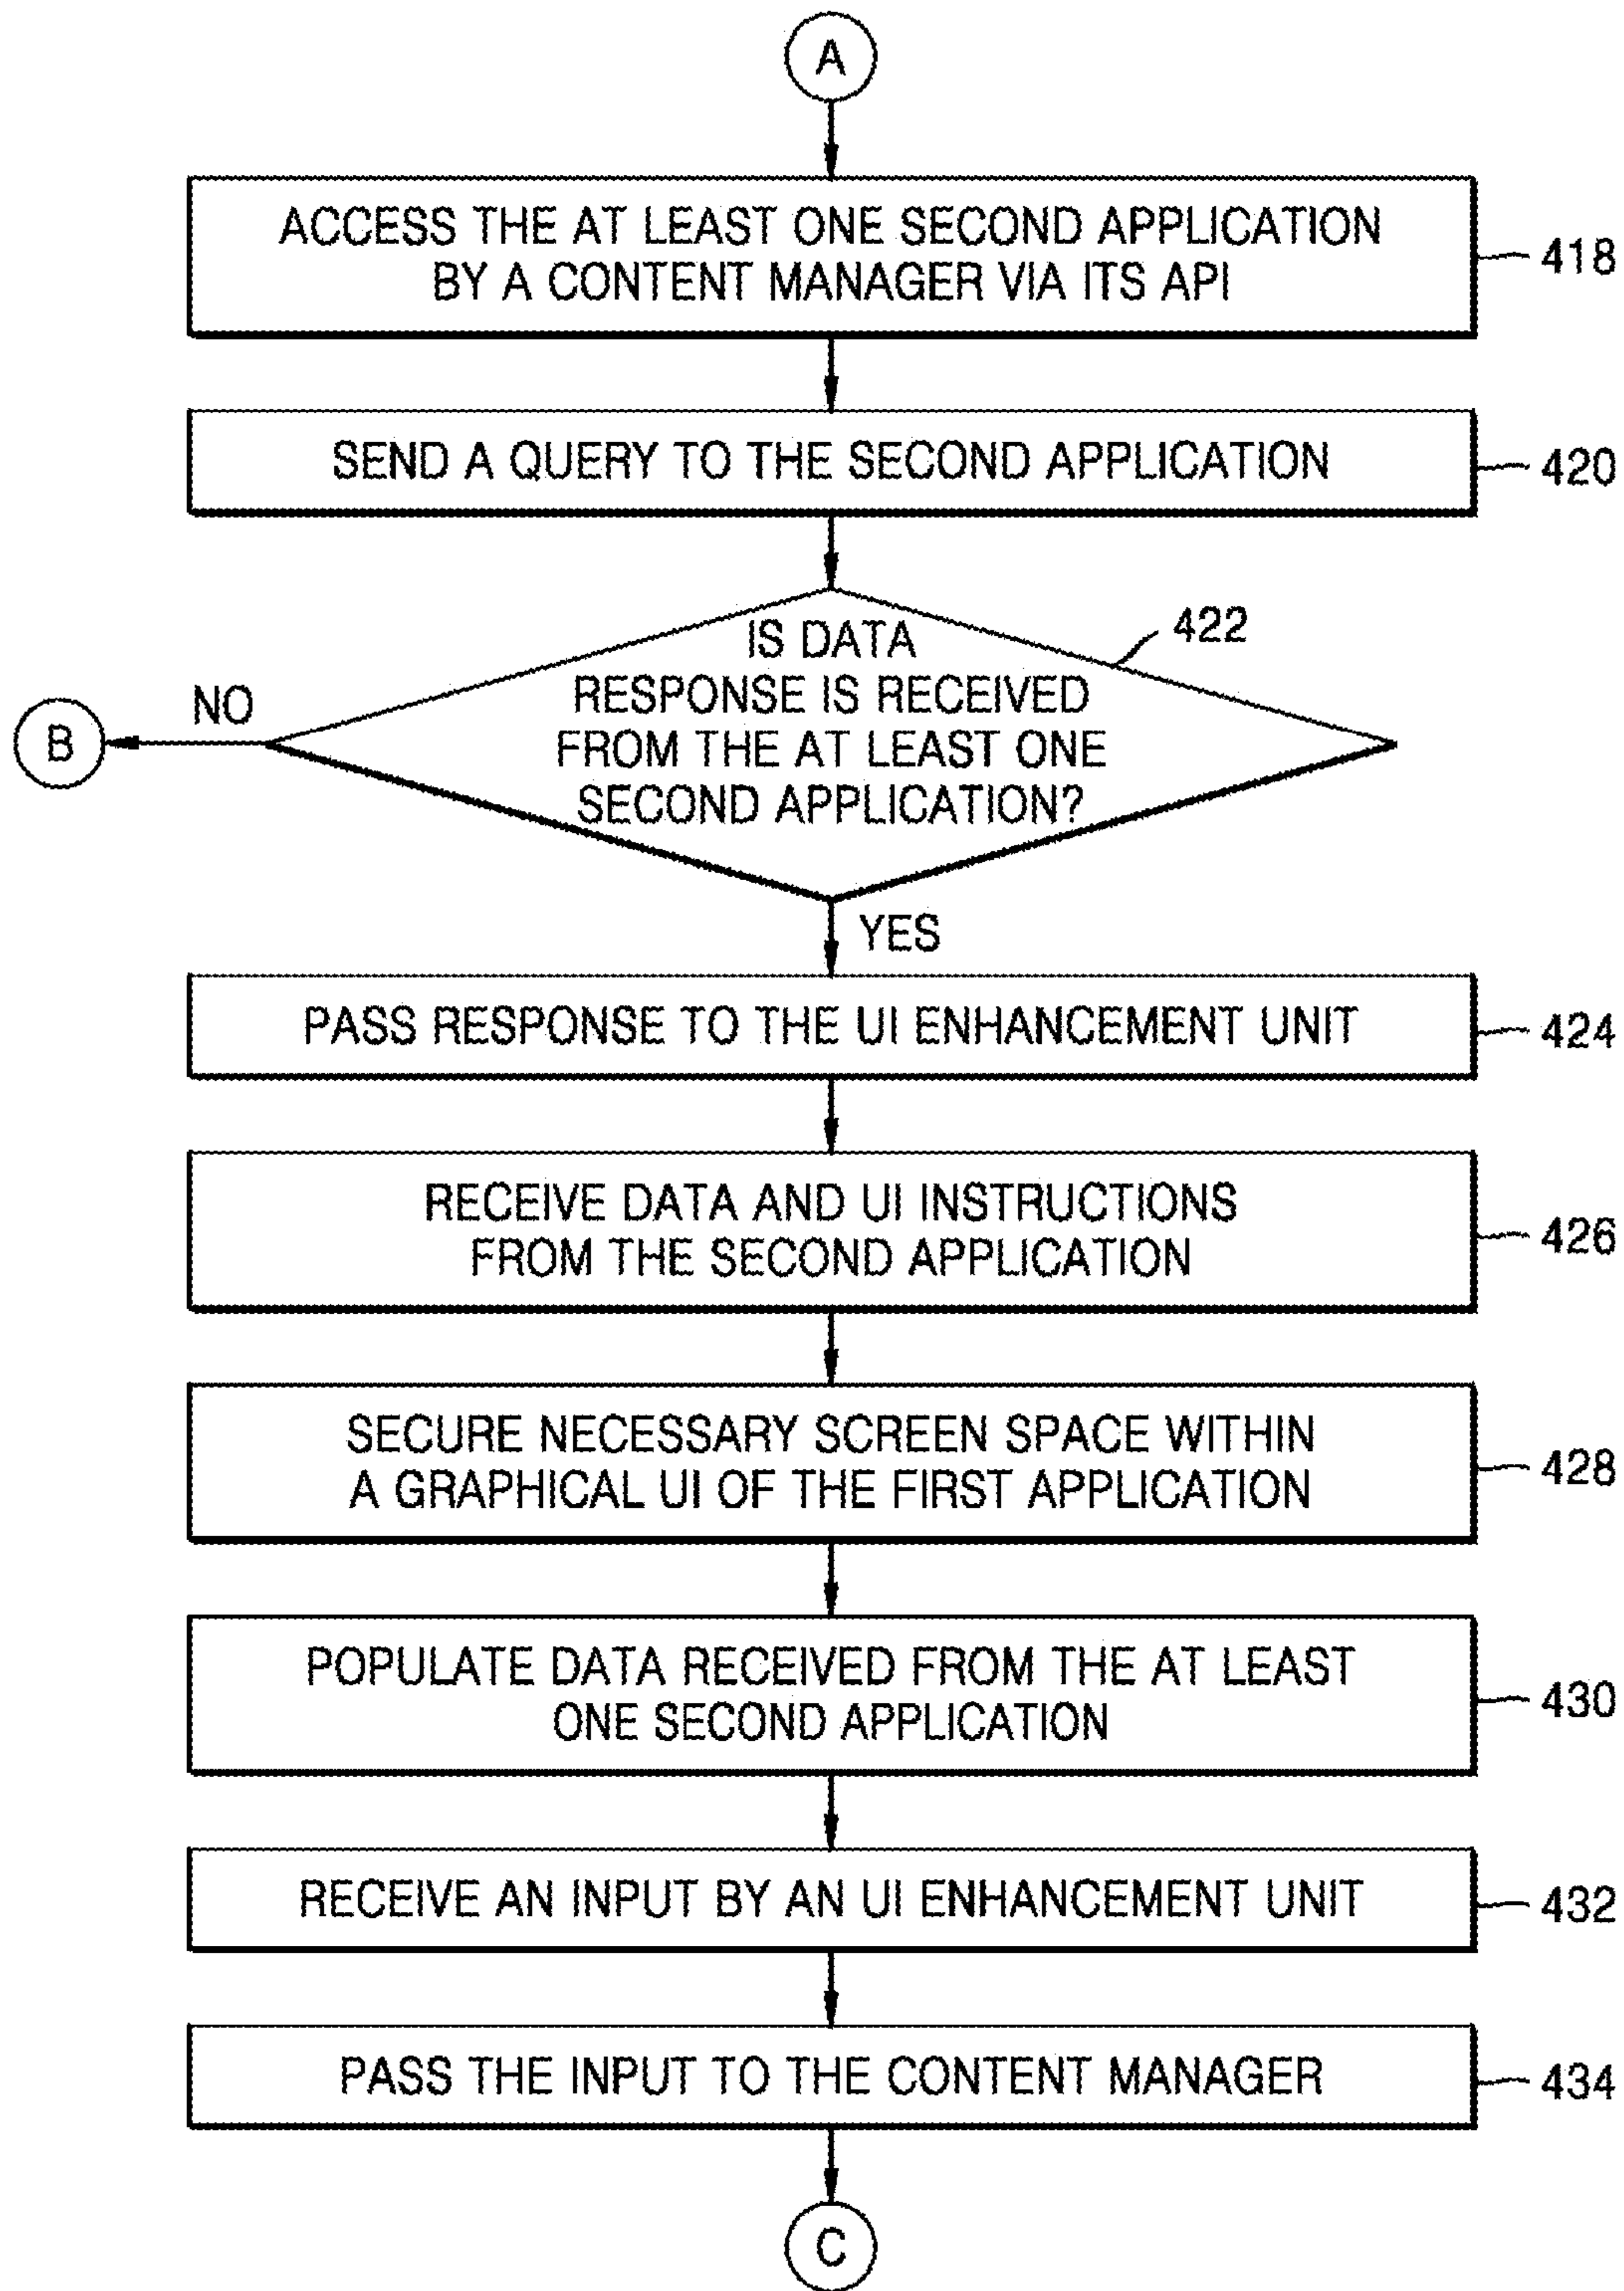 A
ACCESS THE AT LEAST ONE SECOND APPLICATION
BY A CONTENT MANAGER VIA ITS API
418
SEND A QUERY TO THE SECOND APPLICATION
420
IS DATA
RESPONSE IS RECEIVED
FROM THE AT LEAST ONE
SECOND APPLICATION?
422
NO
B
YES
PASS RESPONSE TO THE UI ENHANCEMENT UNIT
424
RECEIVE DATA AND UI INSTRUCTIONS
FROM THE SECOND APPLICATION
426
SECURE NECESSARY SCREEN SPACE WITHIN
A GRAPHICAL UI OF THE FIRST APPLICATION
428
POPULATE DATA RECEIVED FROM THE AT LEAST
ONE SECOND APPLICATION
430
RECEIVE AN INPUT BY AN UI ENHANCEMENT UNIT
432
PASS THE INPUT TO THE CONTENT MANAGER
434
C